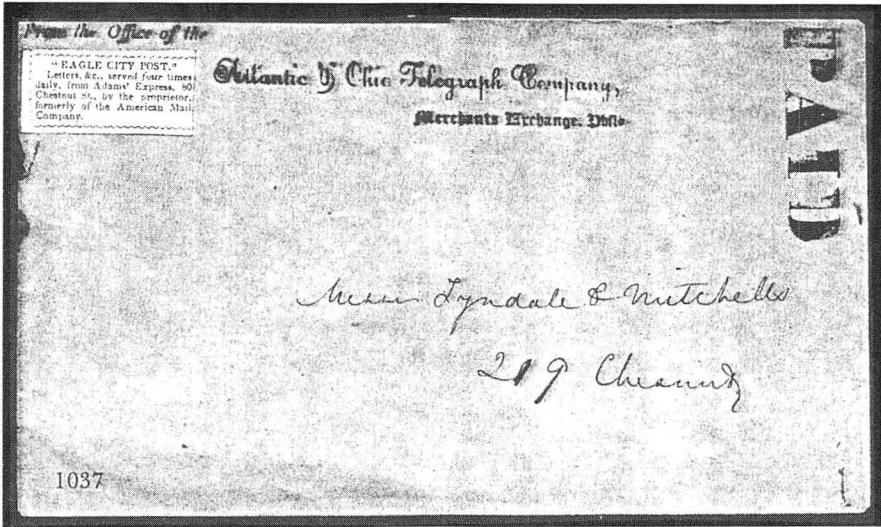 From the Office of the
"EAGLE CITY POST."
Letters, &c., served four times
daily, from Adams' Express, 80
Chestnut St., by the proprietor,
formerly of the American Mail
Company.
Atlantic & Ohio Telegraph Company,
Merchants Exchange. Phila
PAID
Messrs Tyndale & Mitchells
219 Chesnut
1037